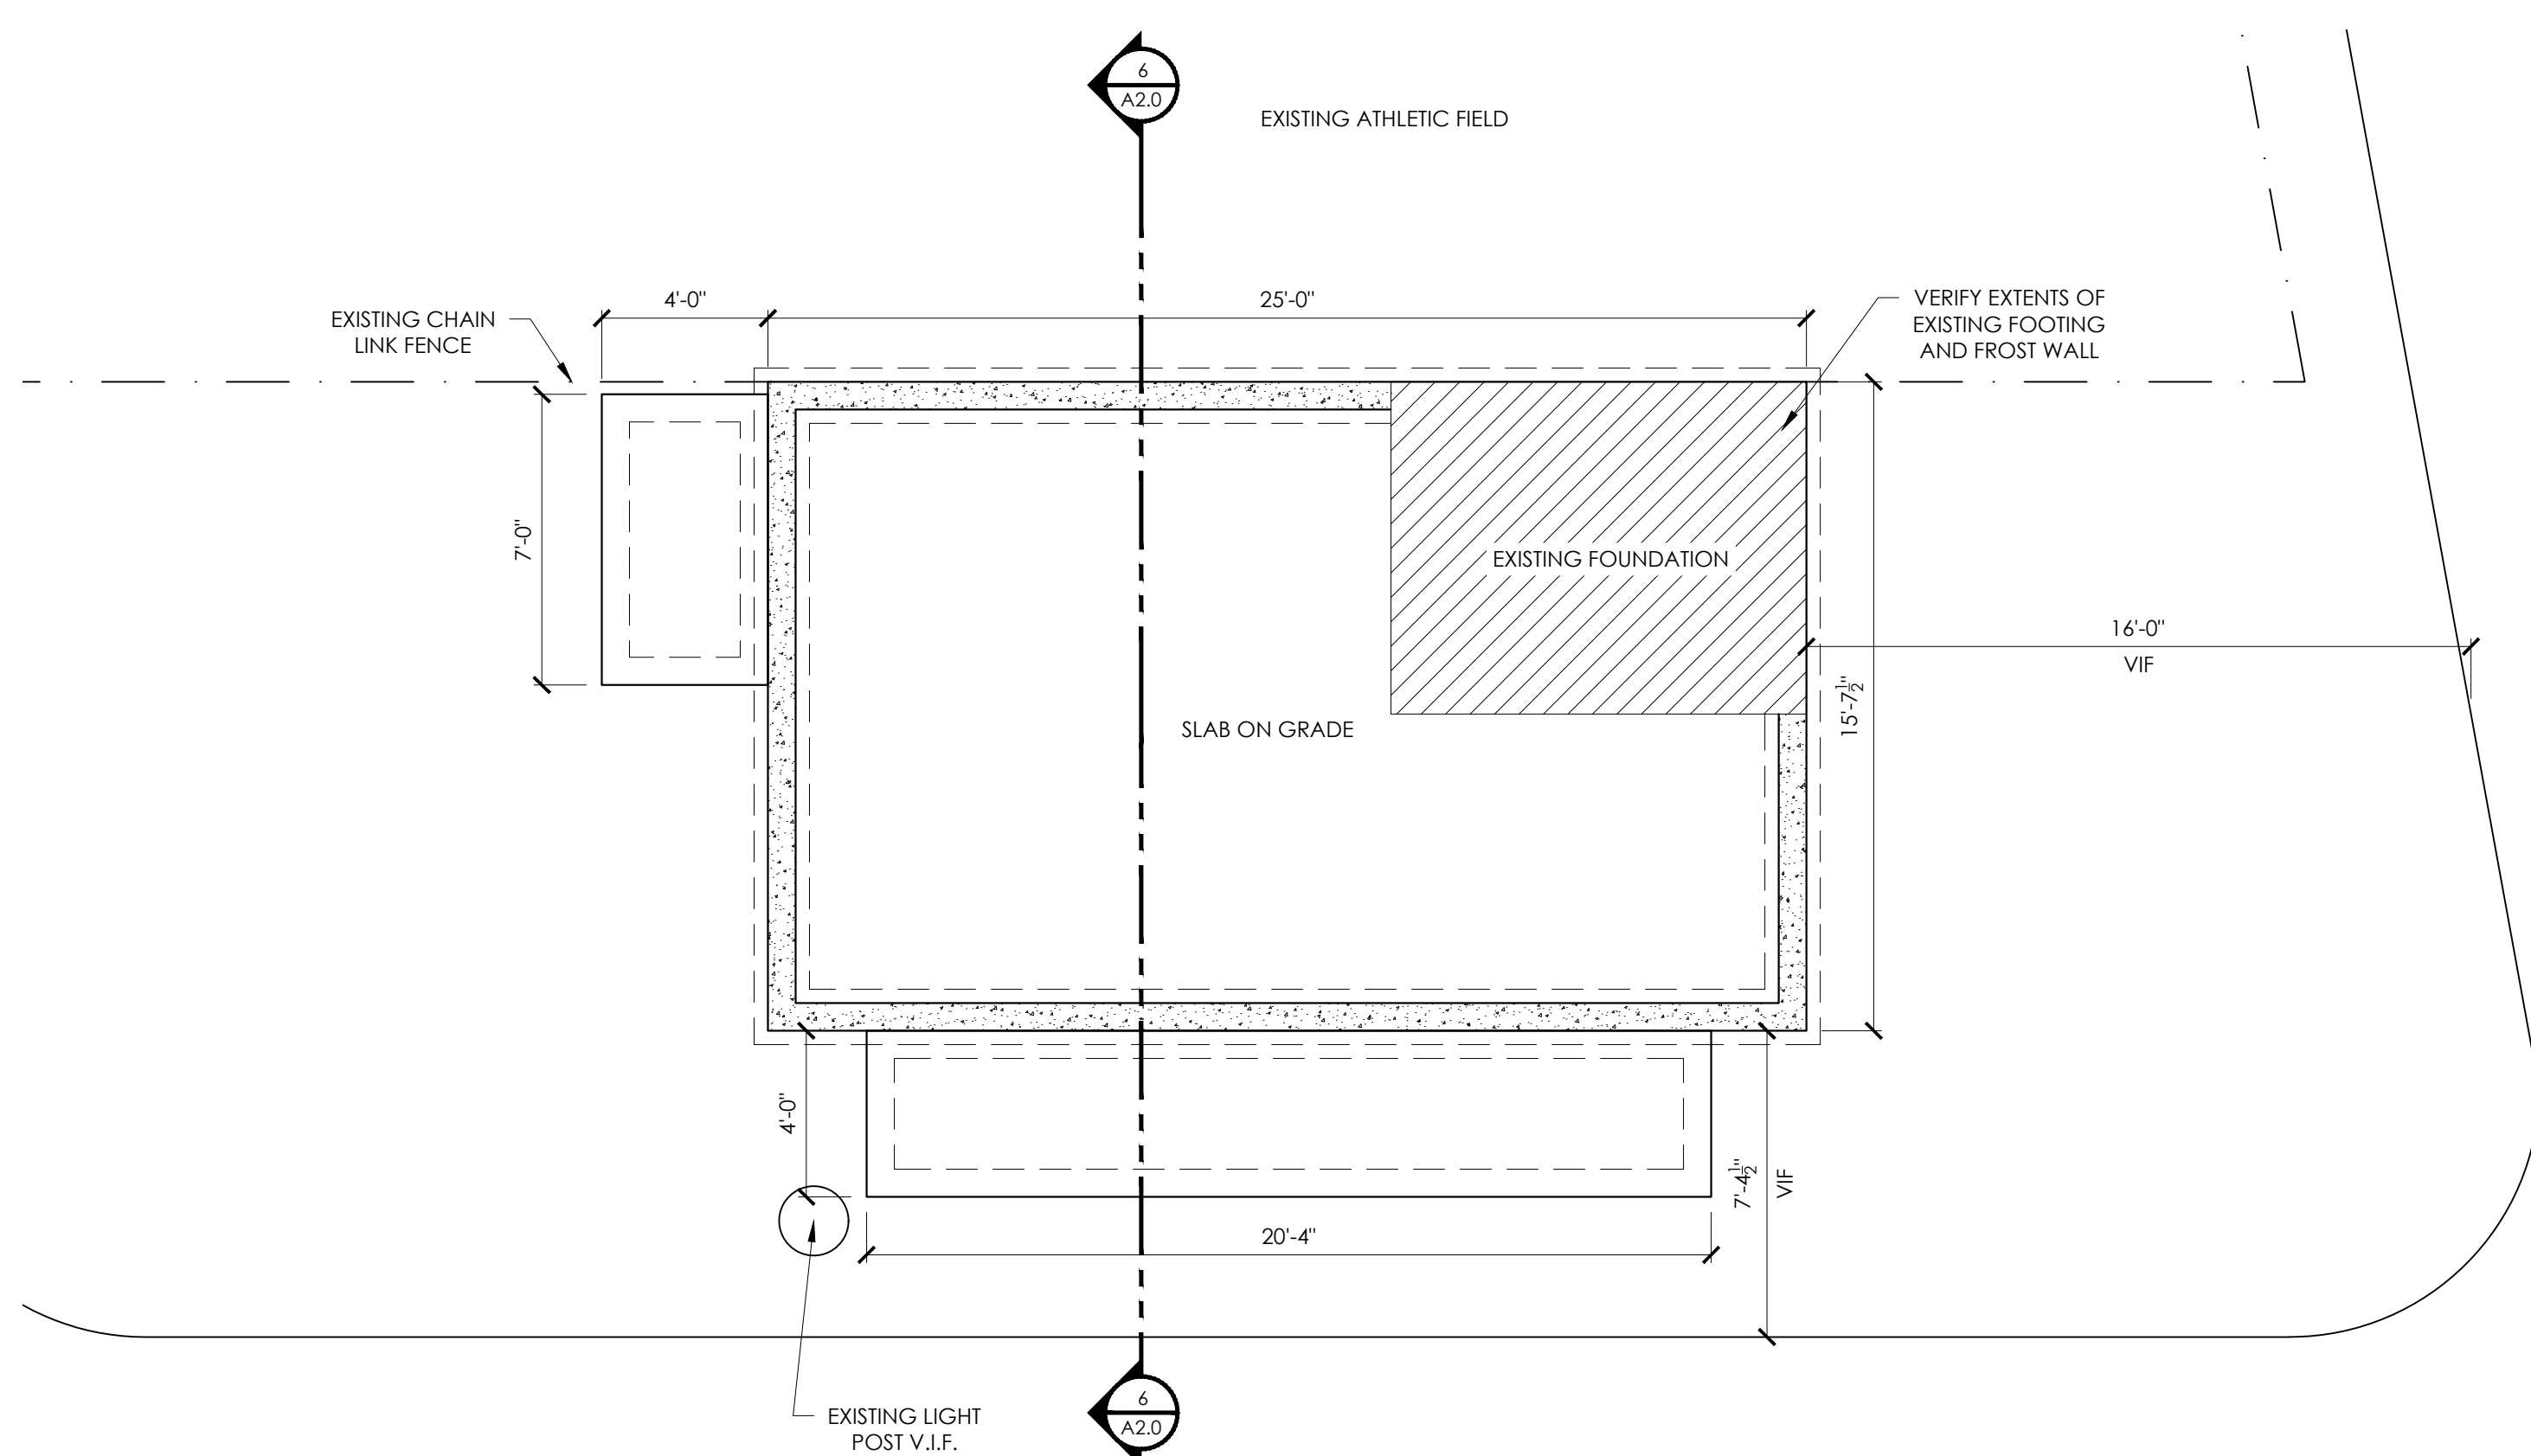 6
A2.0
EXISTING ATHLETIC FIELD
4'-0"
25'-0"
EXISTING CHAIN
LINK FENCE
VERIFY EXTENTS OF
EXISTING FOOTING
AND FROST WALL
7'-0"
EXISTING FOUNDATION
16'-0"
VIF
15'-7½"
SLAB ON GRADE
4'-0"
7'-4½"
VIF
20'-4"
EXISTING LIGHT
POST V.I.F.
6
A2.0